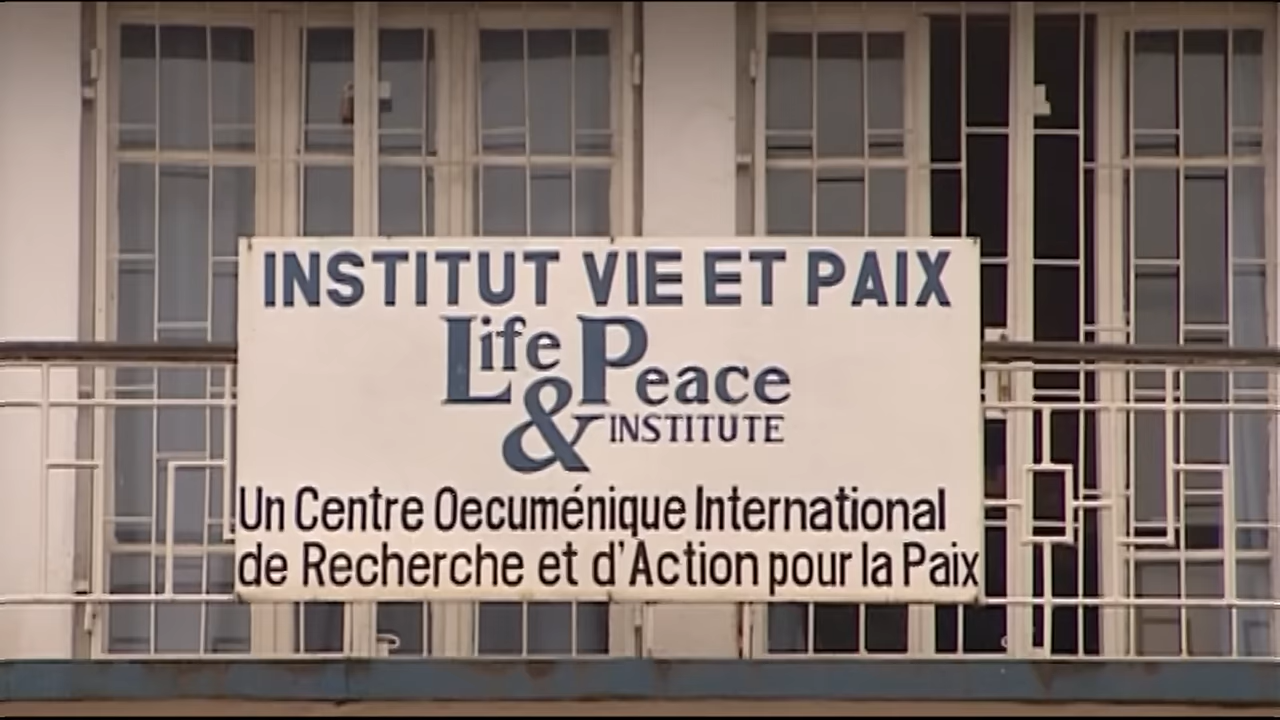 INSTITUT VIE ET PAIX
Life & Peace
INSTITUTE
Un Centre Oecuménique International
de Recherche et d'Action pour la Paix